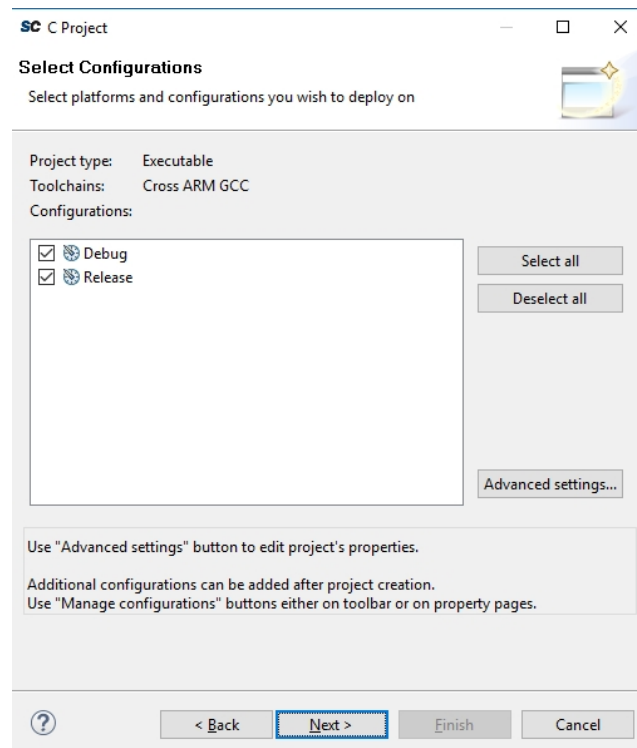 SC C Project
Select Configurations
Select platforms and configurations you wish to deploy on
Project type: Executable
Toolchains: Cross ARM GCC
Configurations:
Debug
Release
Select all
Deselect all
Advanced settings...
Use "Advanced settings" button to edit project's properties.
Additional configurations can be added after project creation.
Use "Manage configurations" buttons either on toolbar or on property pages.
?
< Back
Next >
Finish
Cancel